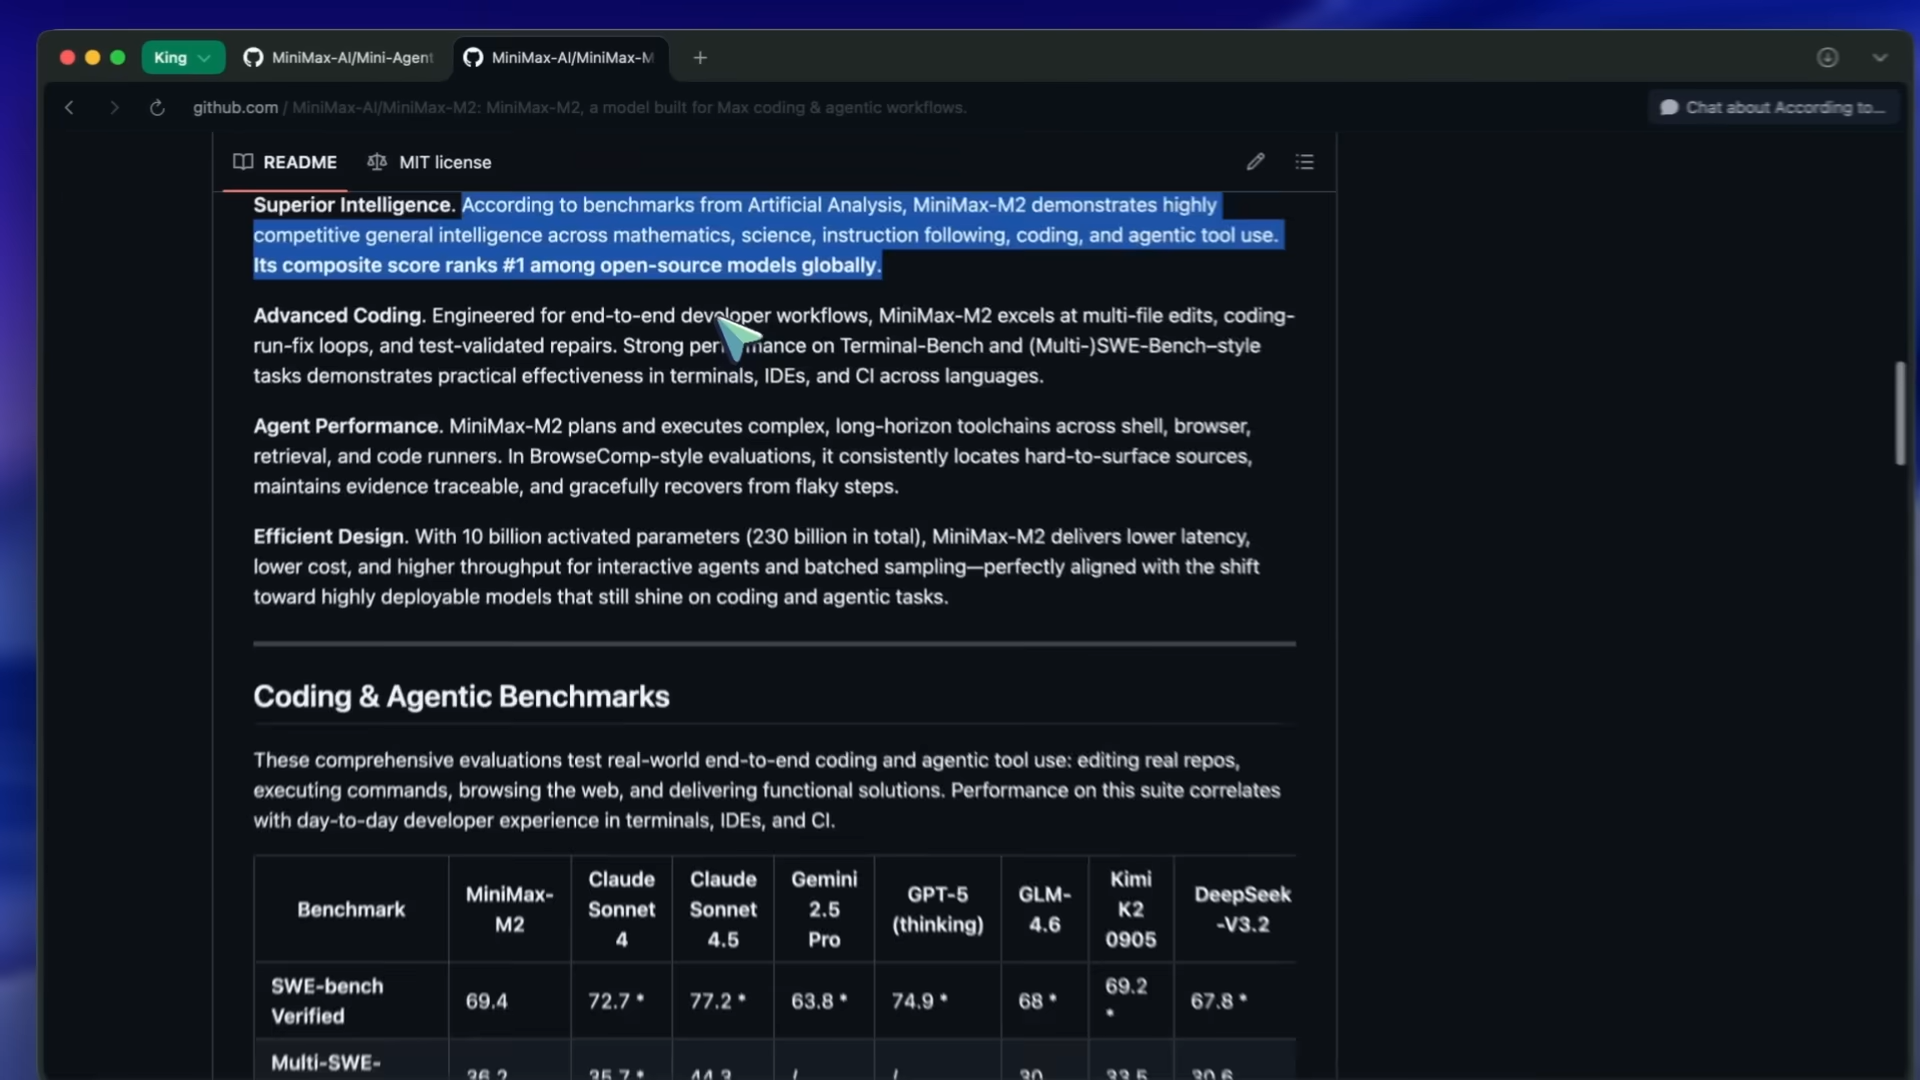 King
MiniMax-AI/Mini-Agent
MiniMax-AI/MiniMax-M
github.com / MiniMax-AI/MiniMax-M2: MiniMax-M2, a model built for Max coding & agentic workflows.
Chat about According to...
README
MIT license
Superior Intelligence. According to benchmarks from Artificial Analysis, MiniMax-M2 demonstrates highly
competitive general intelligence across mathematics, science, instruction following, coding, and agentic tool use.
Its composite score ranks #1 among open-source models globally.
Advanced Coding. Engineered for end-to-end developer workflows, MiniMax-M2 excels at multi-file edits, coding-
run-fix loops, and test-validated repairs. Strong performance on Terminal-Bench and (Multi-)SWE-Bench–style
tasks demonstrates practical effectiveness in terminals, IDEs, and CI across languages.
Agent Performance. MiniMax-M2 plans and executes complex, long-horizon toolchains across shell, browser,
retrieval, and code runners. In BrowseComp-style evaluations, it consistently locates hard-to-surface sources,
maintains evidence traceable, and gracefully recovers from flaky steps.
Efficient Design. With 10 billion activated parameters (230 billion in total), MiniMax-M2 delivers lower latency,
lower cost, and higher throughput for interactive agents and batched sampling—perfectly aligned with the shift
toward highly deployable models that still shine on coding and agentic tasks.
Coding & Agentic Benchmarks
These comprehensive evaluations test real-world end-to-end coding and agentic tool use: editing real repos,
executing commands, browsing the web, and delivering functional solutions. Performance on this suite correlates
with day-to-day developer experience in terminals, IDEs, and CI.
Benchmark
MiniMax-
M2
Claude
Sonnet
4
Claude
Sonnet
4.5
Gemini
2.5
Pro
GPT-5
(thinking)
GLM-
4.6
Kimi
K2
0905
DeepSeek
-V3.2
SWE-bench
Verified
69.4
72.7 *
77.2 *
63.8 *
74.9 *
68 *
69.2
*
67.8 *
Multi-SWE-
36.2
35.7 *
44.3
/
/
30
33.5
30.6